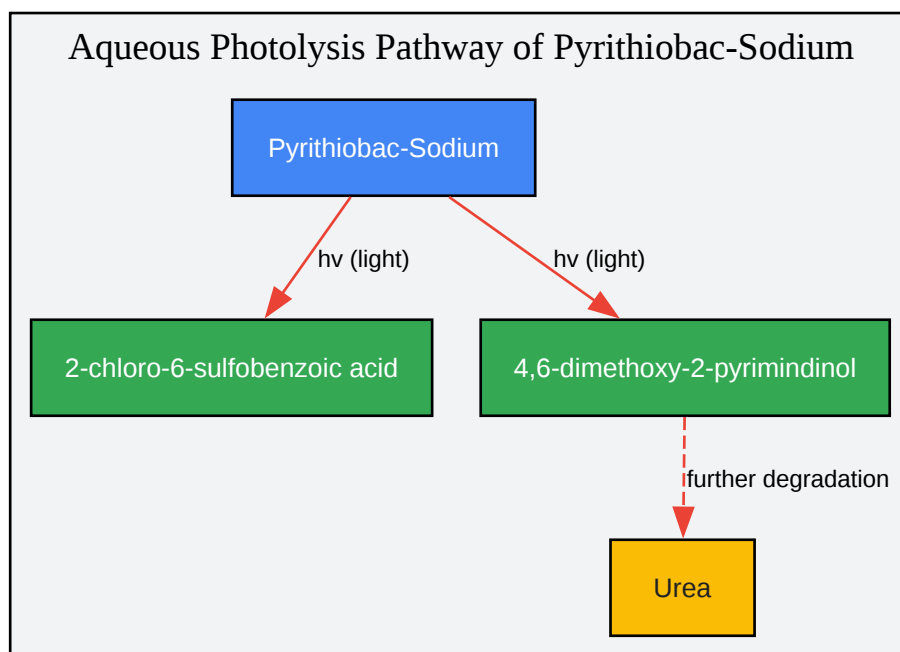 Aqueous Photolysis Pathway of Pyrithiobac-Sodium
Pyrithiobac-Sodium
hv (light)
hv (light)
2-chloro-6-sulfobenzoic acid
4,6-dimethoxy-2-pyrimindinol
further degradation
Urea